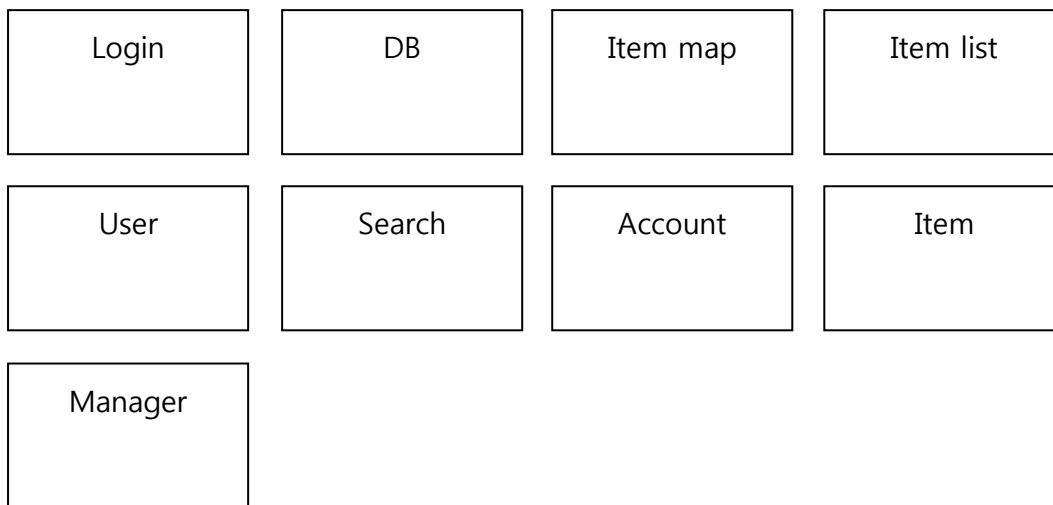 Login
DB
Item map
Item list
User
Search
Account
Item
Manager